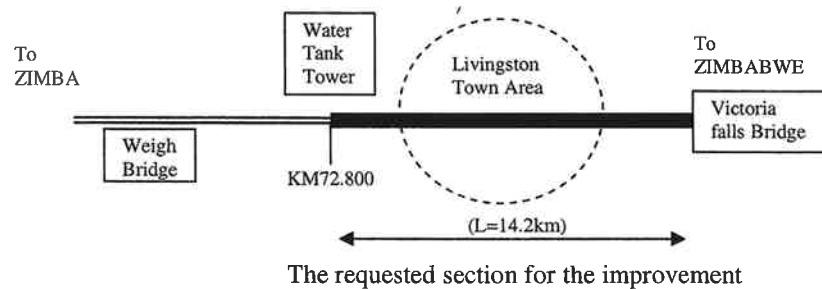 To
ZIMBA
Water
Tank
Tower
Livingston
Town Area
To
ZIMBABWE
Victoria
falls Bridge
Weigh
Bridge
KM72.800
(L=14.2km)
The requested section for the improvement